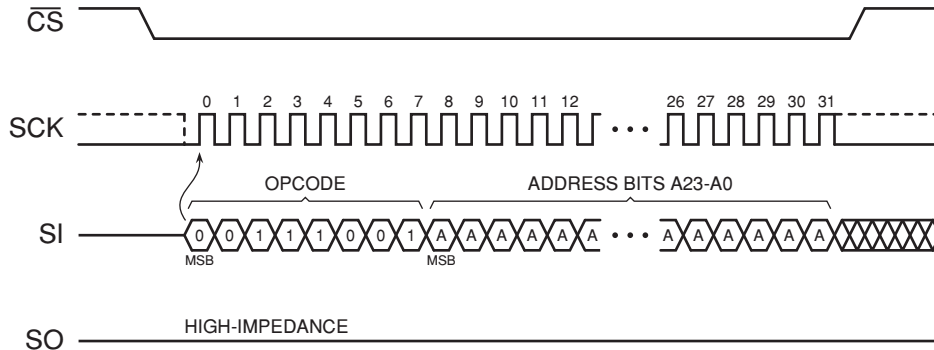 CS
0 1 2 3 4 5 6 7 8 9 10 11 12 26 27 28 29 30 31
SCK
OPCODE ADDRESS BITS A23-A0
SI 0 0 1 1 1 0 0 1 A A A A A A A A A A A A
MSB MSB
HIGH-IMPEDANCE
SO